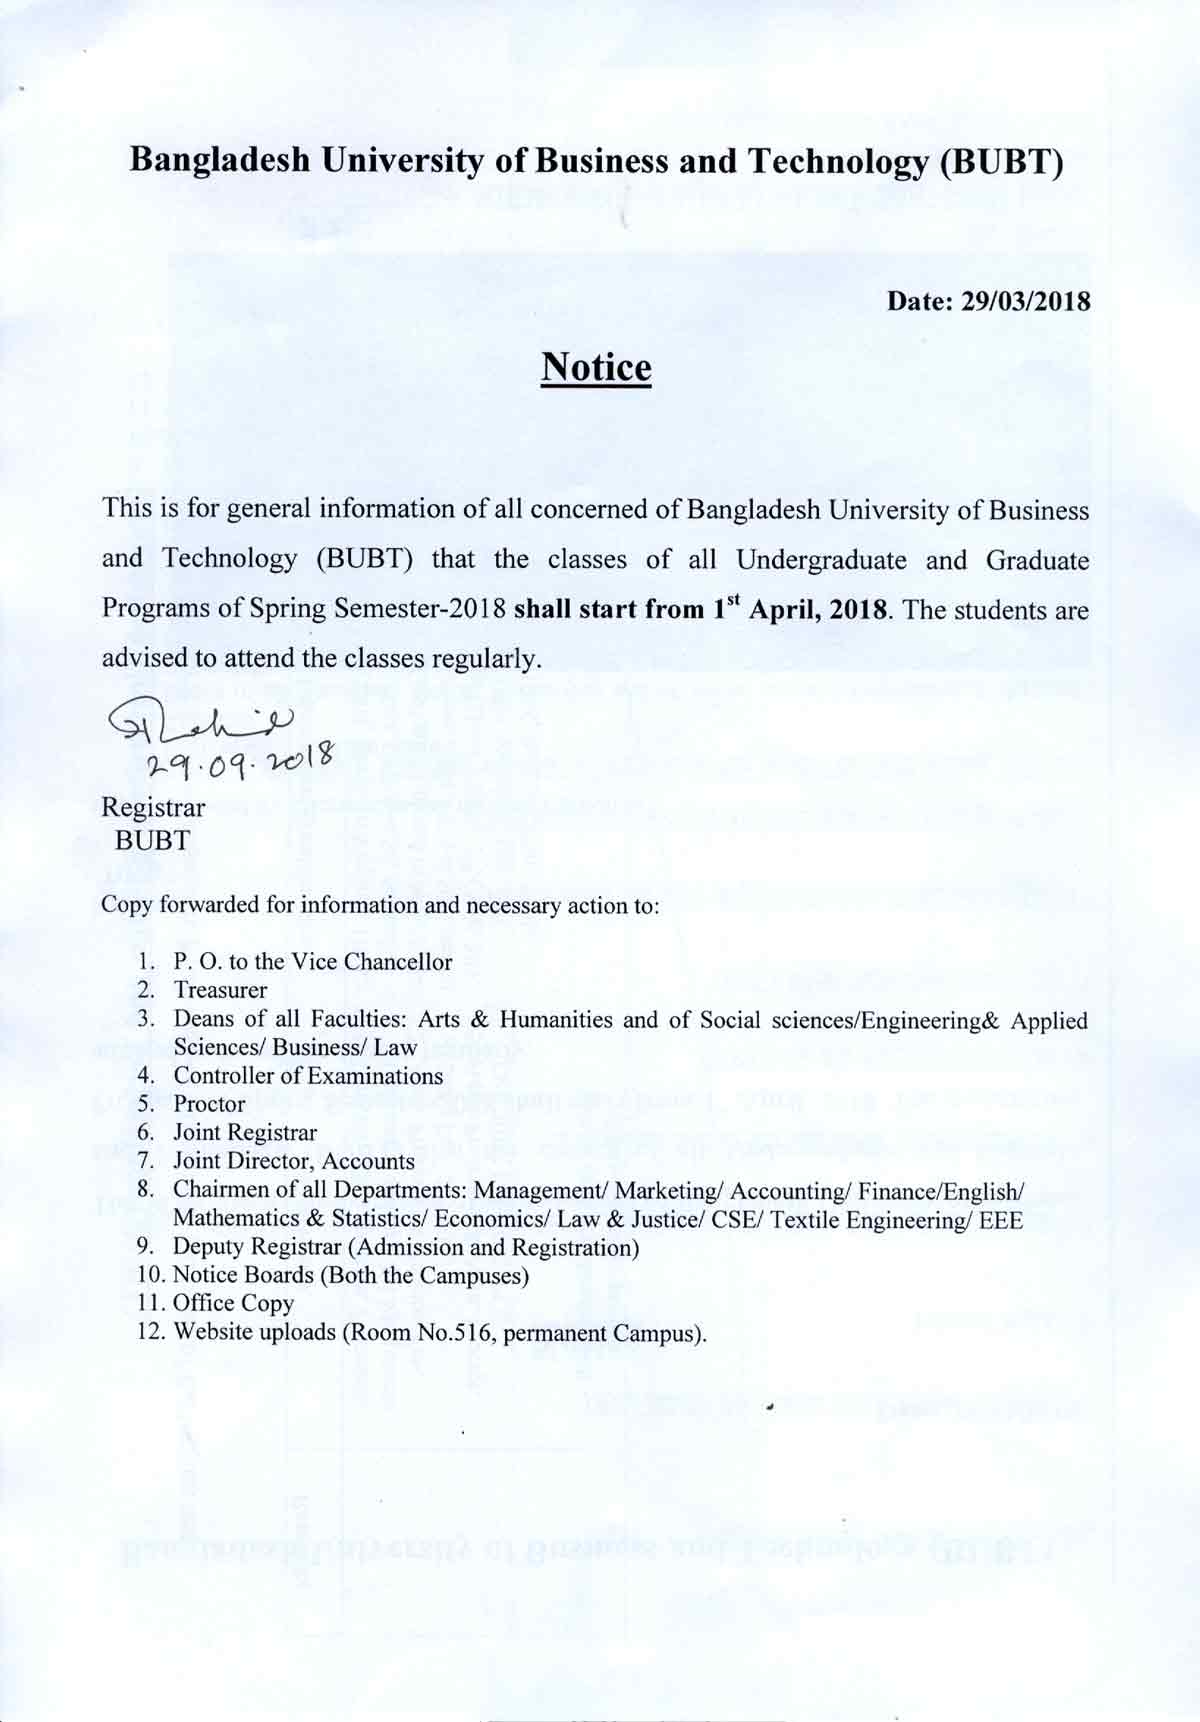 Bangladesh University of Business and Technology (BUBT)
Date: 29/03/2018
Notice
This is for general information of all concerned of Bangladesh University of Business
and Technology (BUBT) that the classes of all Undergraduate and Graduate
Programs of Spring Semester-2018 shall start from 1st April, 2018. The students are
advised to attend the classes regularly.
29.09.2018
Registrar
BUBT
Copy forwarded for information and necessary action to:
1. P. O. to the Vice Chancellor
2. Treasurer
3. Deans of all Faculties: Arts & Humanities and of Social sciences/Engineering& Applied
Sciences/ Business/ Law
4. Controller of Examinations
5. Proctor
6. Joint Registrar
7. Joint Director, Accounts
8. Chairmen of all Departments: Management/ Marketing/ Accounting/ Finance/English/
Mathematics & Statistics/ Economics/ Law & Justice/ CSE/ Textile Engineering/ EEE
9. Deputy Registrar (Admission and Registration)
10. Notice Boards (Both the Campuses)
11. Office Copy
12. Website uploads (Room No.516, permanent Campus).